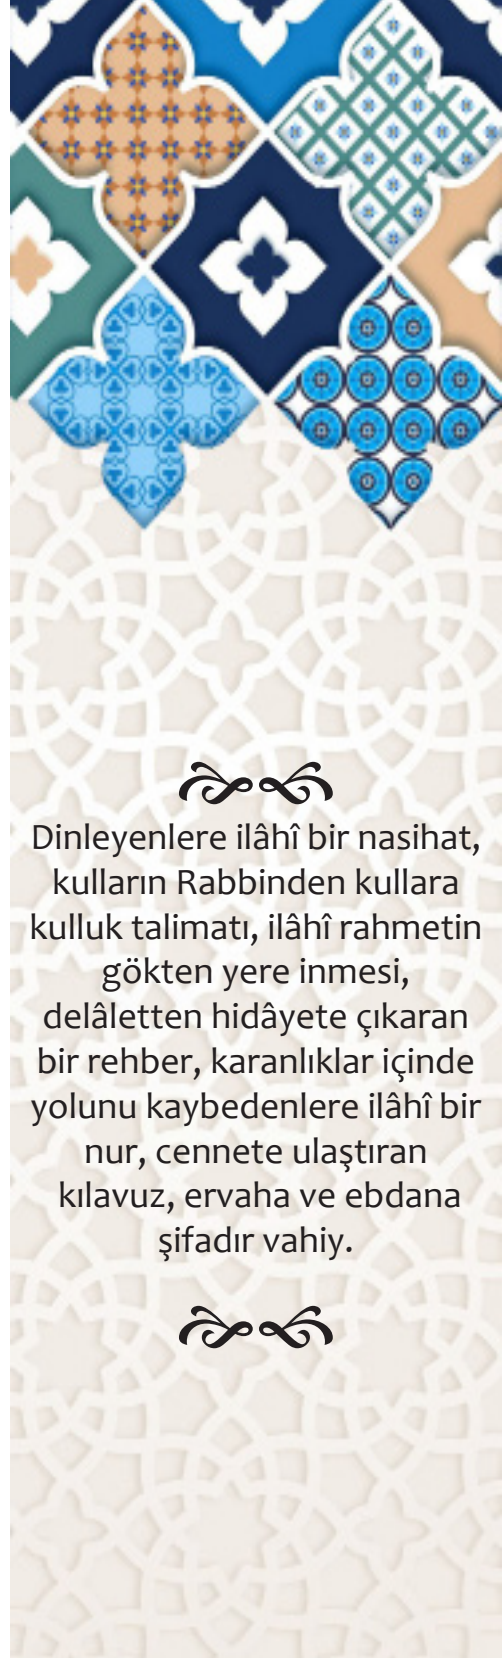 Dinleyenlere ilâhî bir nasihat,
kulların Rabbinden kullara
kulluk talimatı, ilâhî rahmetin
gökten yere inmesi,
delâletten hidâyete çıkaran
bir rehber, karanlıklar içinde
yolunu kaybedenlere ilâhî bir
nur, cennete ulaştıran
kılavuz, ervaha ve ebdana
şifadır vahiy.